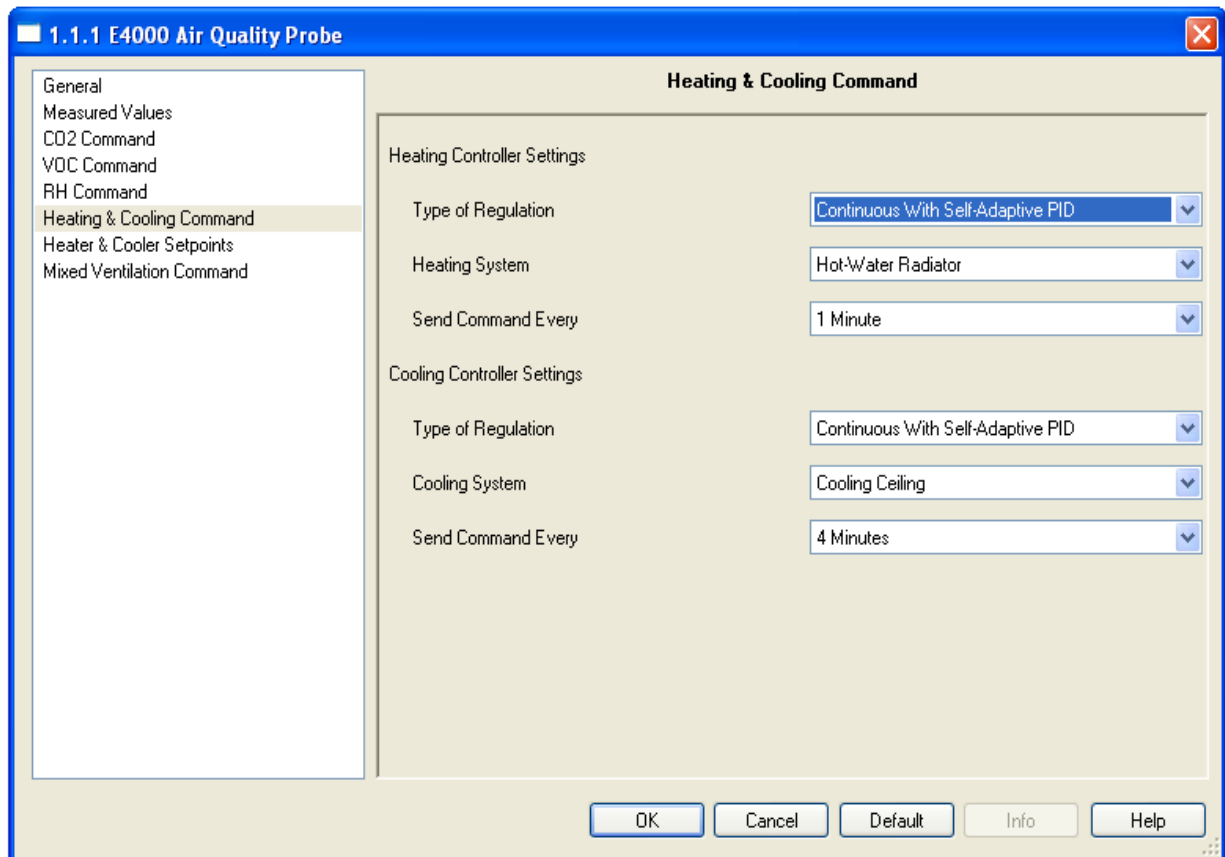 1.1.1 E4000 Air Quality Probe
General
Measured Values
CO2 Command
VOC Command
RH Command
Heating & Cooling Command
Heater & Cooler Setpoints
Mixed Ventilation Command
Heating & Cooling Command
Heating Controller Settings
Type of Regulation Continuous With Self-Adaptive PID
Heating System Hot-Water Radiator
Send Command Every 1 Minute
Cooling Controller Settings
Type of Regulation Continuous With Self-Adaptive PID
Cooling System Cooling Ceiling
Send Command Every 4 Minutes
OK Cancel Default Info Help